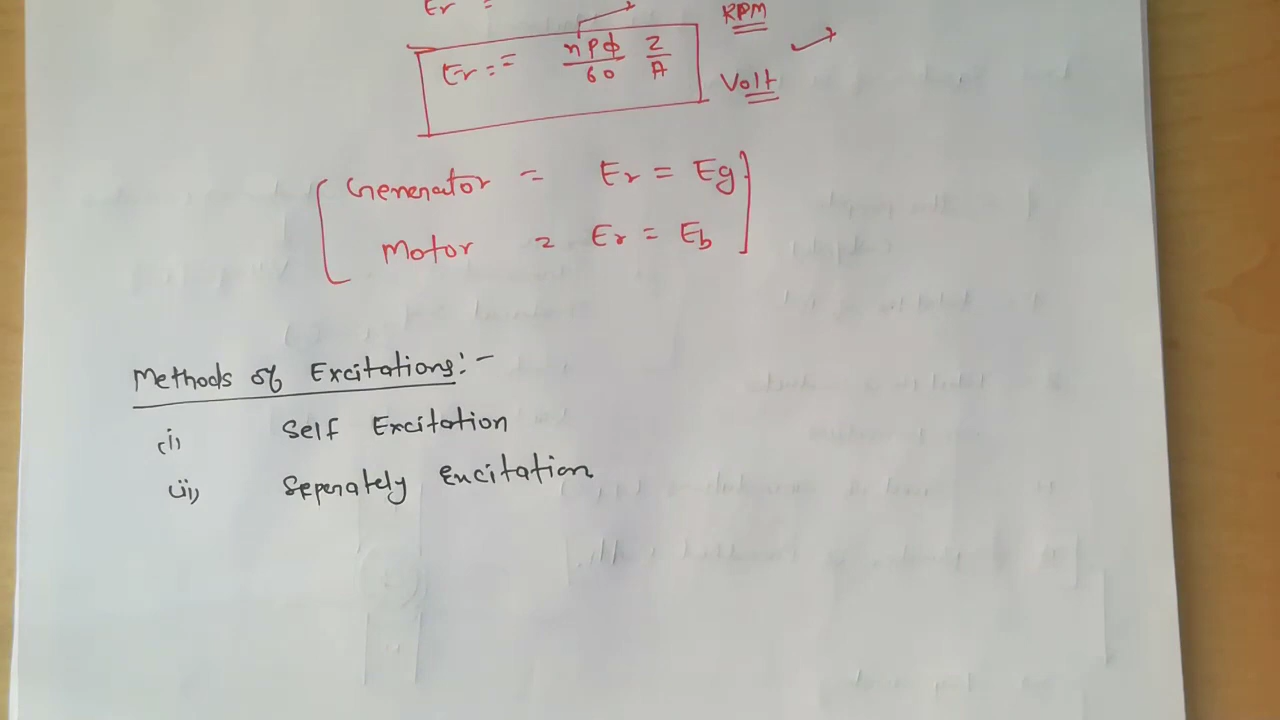 Er =
RPM
Er = = nPφ/60 Z/A
Volt
Generator = Er = Eg
Motor = Er = Eb
Methods of Excitations:-
(i) Self Excitation
(ii) Seperately Excitation